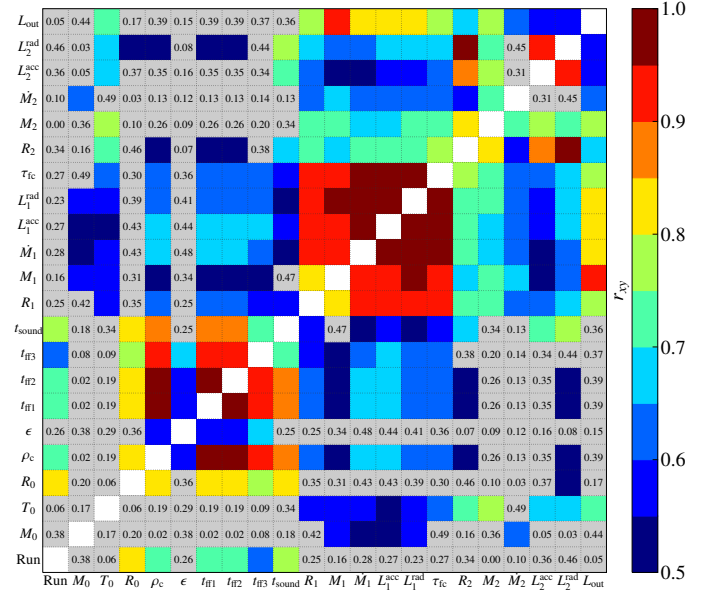 L_out 0.05 0.44 0.17 0.39 0.15 0.39 0.39 0.37 0.36
L_2^rad 0.46 0.03 0.08 0.44 0.45
L_2^acc 0.36 0.05 0.37 0.35 0.16 0.35 0.35 0.34 0.31
Ṁ_2 0.10 0.49 0.03 0.13 0.12 0.13 0.13 0.14 0.13 0.31 0.45
M_2 0.00 0.36 0.10 0.26 0.09 0.26 0.26 0.20 0.34
R_2 0.34 0.16 0.46 0.07 0.38
τ_fc 0.27 0.49 0.30 0.36
L_1^rad 0.23 0.39 0.41
L_1^acc 0.27 0.43 0.44
Ṁ_1 0.28 0.43 0.48
M_1 0.16 0.31 0.34 0.47
R_1 0.25 0.42 0.35 0.25
t_sound 0.18 0.34 0.25 0.47 0.34 0.13 0.36
t_ff3 0.08 0.09 0.38 0.20 0.14 0.34 0.44 0.37
t_ff2 0.02 0.19 0.26 0.13 0.35 0.39
t_ff1 0.02 0.19 0.26 0.13 0.35 0.39
ϵ 0.26 0.38 0.29 0.36 0.25 0.25 0.34 0.48 0.44 0.41 0.36 0.07 0.09 0.12 0.16 0.08 0.15
ρ_c 0.02 0.19 0.26 0.13 0.35 0.39
R_0 0.20 0.06 0.36 0.35 0.31 0.43 0.43 0.39 0.30 0.46 0.10 0.03 0.37 0.17
T_0 0.06 0.17 0.06 0.19 0.29 0.19 0.19 0.09 0.34 0.49
M_0 0.38 0.17 0.20 0.02 0.38 0.02 0.02 0.08 0.18 0.42 0.49 0.16 0.36 0.05 0.03 0.44
Run 0.38 0.06 0.26 0.25 0.16 0.28 0.27 0.23 0.27 0.34 0.00 0.10 0.36 0.46 0.05
Run M_0 T_0 R_0 ρ_c ϵ t_ff1 t_ff2 t_ff3 t_sound R_1 M_1 Ṁ_1 L_1^acc L_1^rad τ_fc R_2 M_2 Ṁ_2 L_2^acc L_2^rad L_out
1.0
0.9
0.8
0.7
0.6
0.5
r_xy